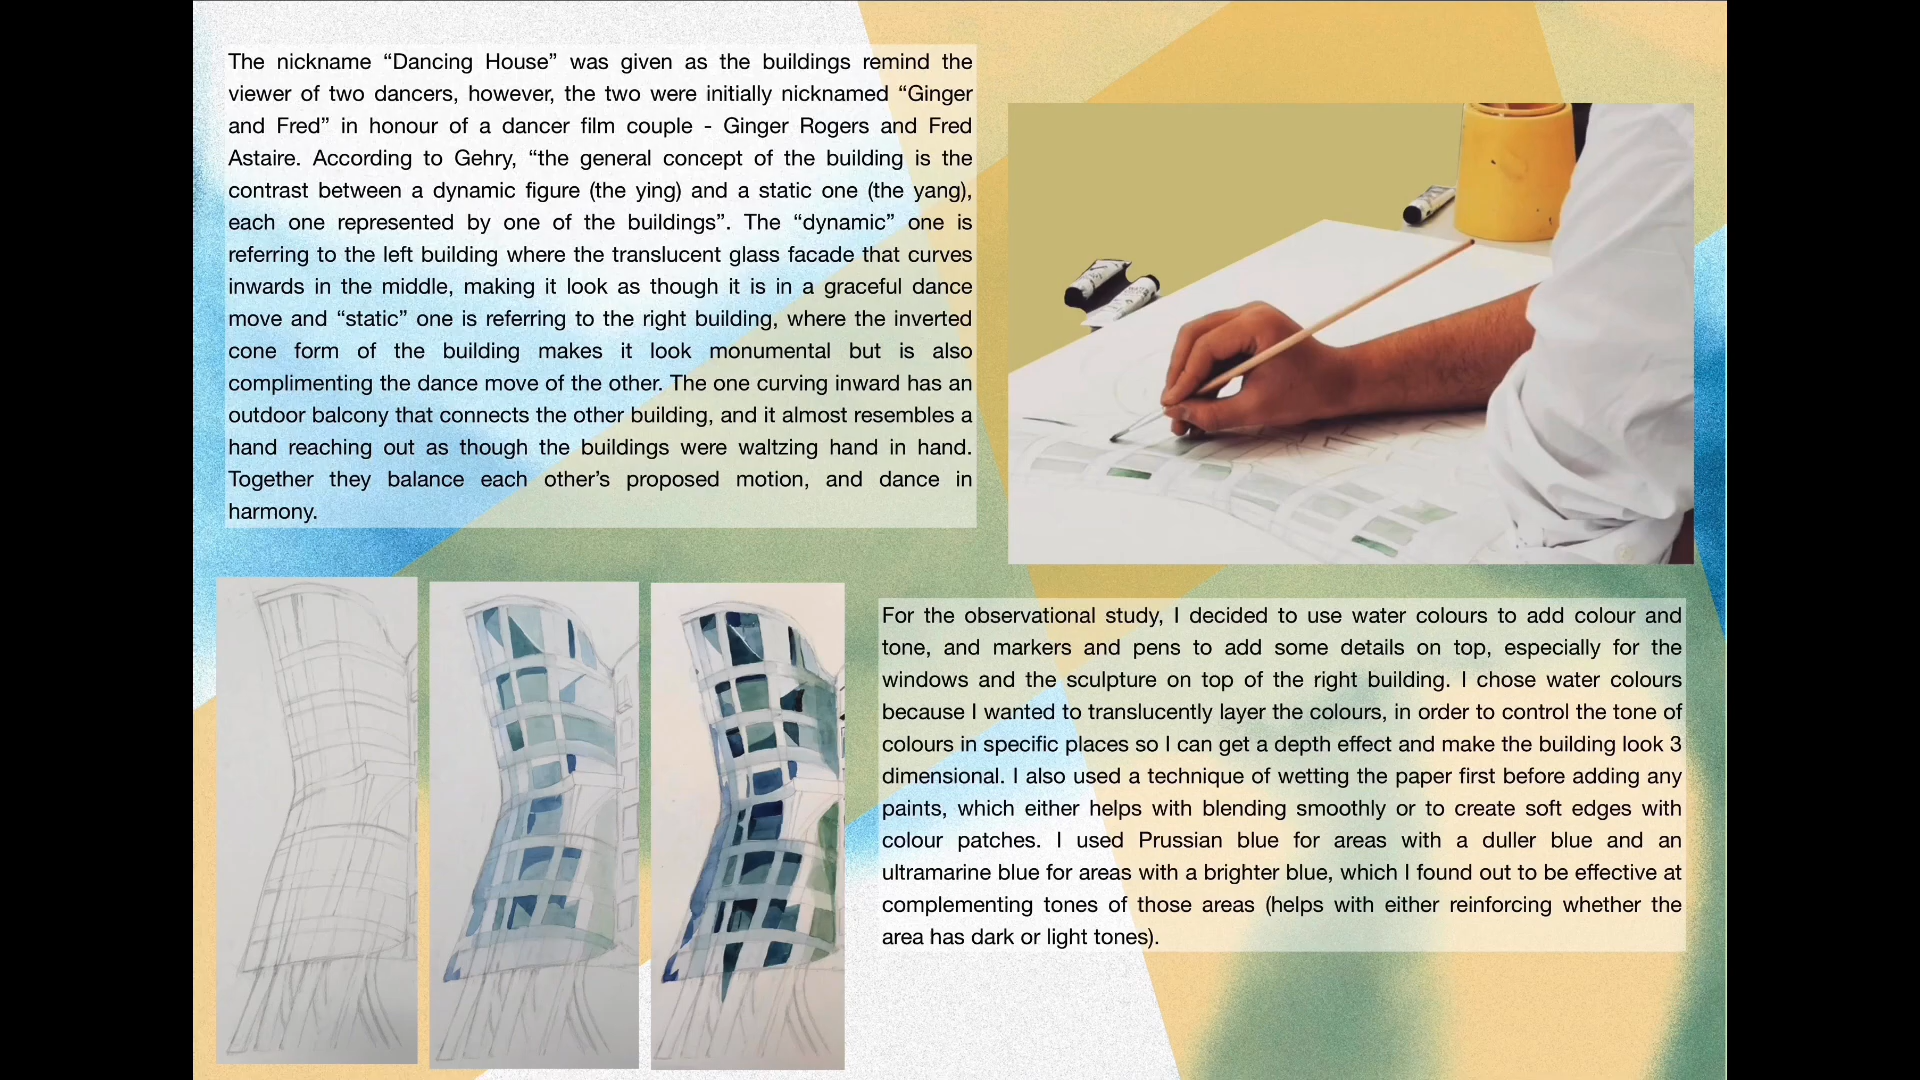 The nickname “Dancing House” was given as the buildings remind the
viewer of two dancers, however, the two were initially nicknamed “Ginger
and Fred” in honour of a dancer film couple - Ginger Rogers and Fred
Astaire. According to Gehry, “the general concept of the building is the
contrast between a dynamic figure (the ying) and a static one (the yang),
each one represented by one of the buildings”. The “dynamic” one is
referring to the left building where the translucent glass facade that curves
inwards in the middle, making it look as though it is in a graceful dance
move and “static” one is referring to the right building, where the inverted
cone form of the building makes it look monumental but is also
complimenting the dance move of the other. The one curving inward has an
outdoor balcony that connects the other building, and it almost resembles a
hand reaching out as though the buildings were waltzing hand in hand.
Together they balance each other’s proposed motion, and dance in
harmony.
For the observational study, I decided to use water colours to add colour and
tone, and markers and pens to add some details on top, especially for the
windows and the sculpture on top of the right building. I chose water colours
because I wanted to translucently layer the colours, in order to control the tone of
colours in specific places so I can get a depth effect and make the building look 3
dimensional. I also used a technique of wetting the paper first before adding any
paints, which either helps with blending smoothly or to create soft edges with
colour patches. I used Prussian blue for areas with a duller blue and an
ultramarine blue for areas with a brighter blue, which I found out to be effective at
complementing tones of those areas (helps with either reinforcing whether the
area has dark or light tones).